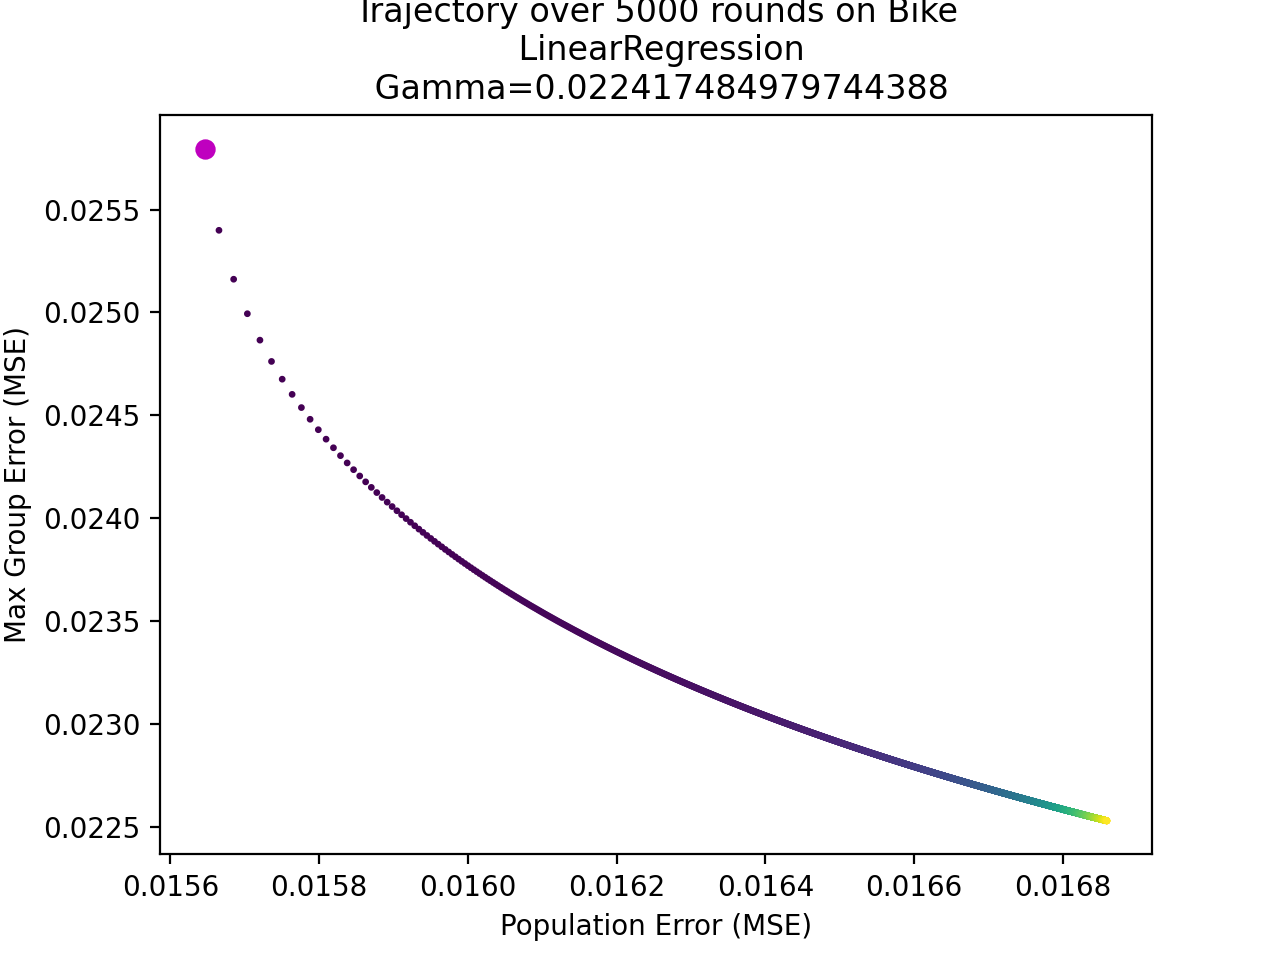 Trajectory over 5000 rounds on Bike
LinearRegression
Gamma=0.022417484979744388
Max Group Error (MSE)
0.0255
0.0250
0.0245
0.0240
0.0235
0.0230
0.0225
0.0156 0.0158 0.0160 0.0162 0.0164 0.0166 0.0168
Population Error (MSE)